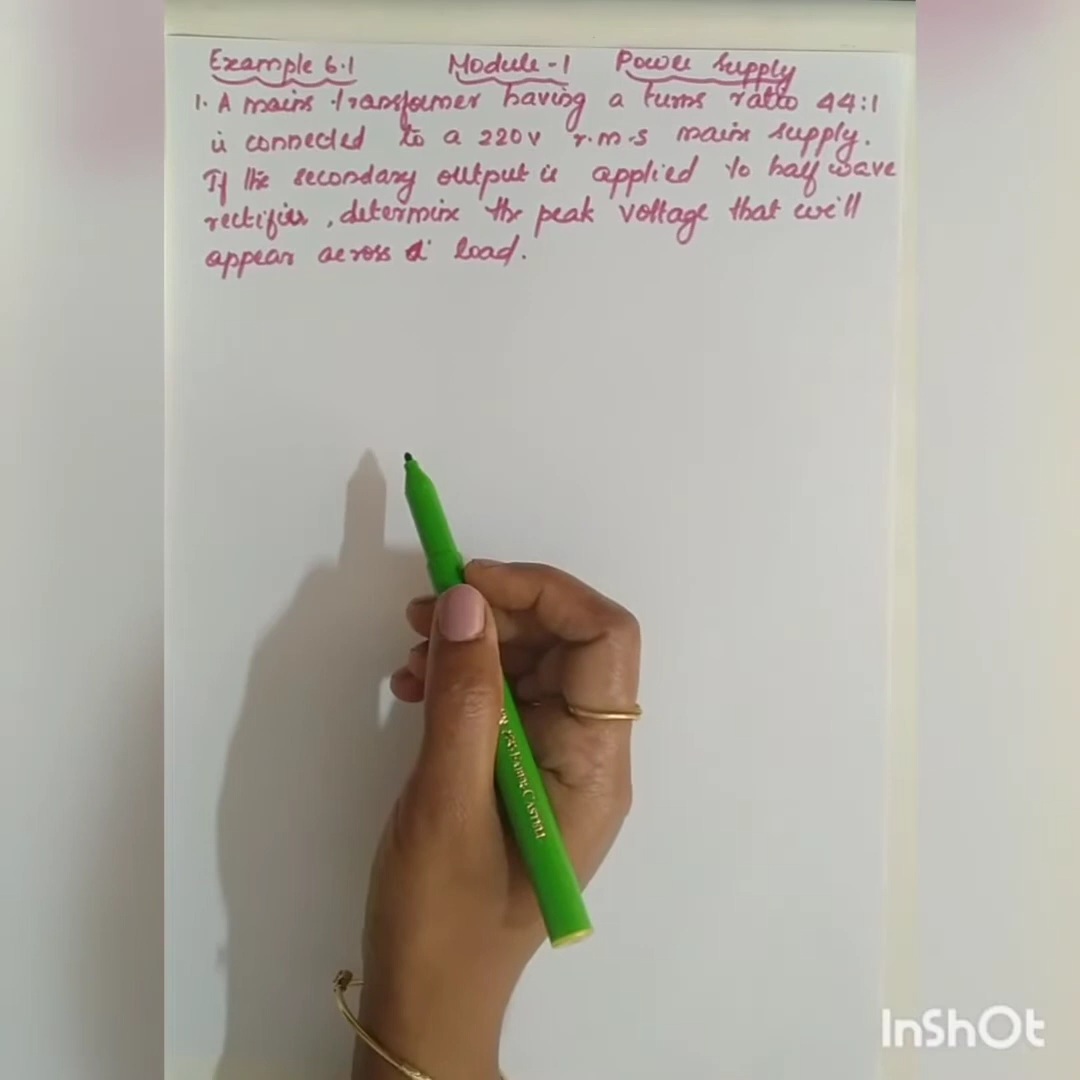 Example 6.1 Module-1 Power Supply
1. A mains transformer having a turns ratio 44:1
is connected to a 220V r.m.s mains supply.
If the secondary output is applied to half wave
rectifier, determine the peak voltage that will
appear across a load.
FABER CASTELL
InShOt